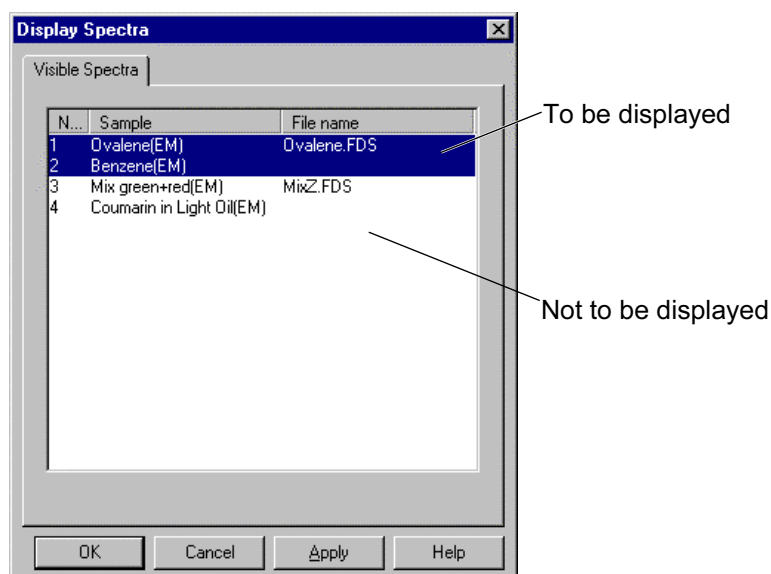 Display Spectra
Visible Spectra
N... Sample File name
To be displayed
1 Ovalene(EM) Ovalene.FDS
2 Benzene(EM)
3 Mix green+red(EM) MixZ.FDS
4 Coumarin in Light Oil(EM)
Not to be displayed
OK Cancel Apply Help